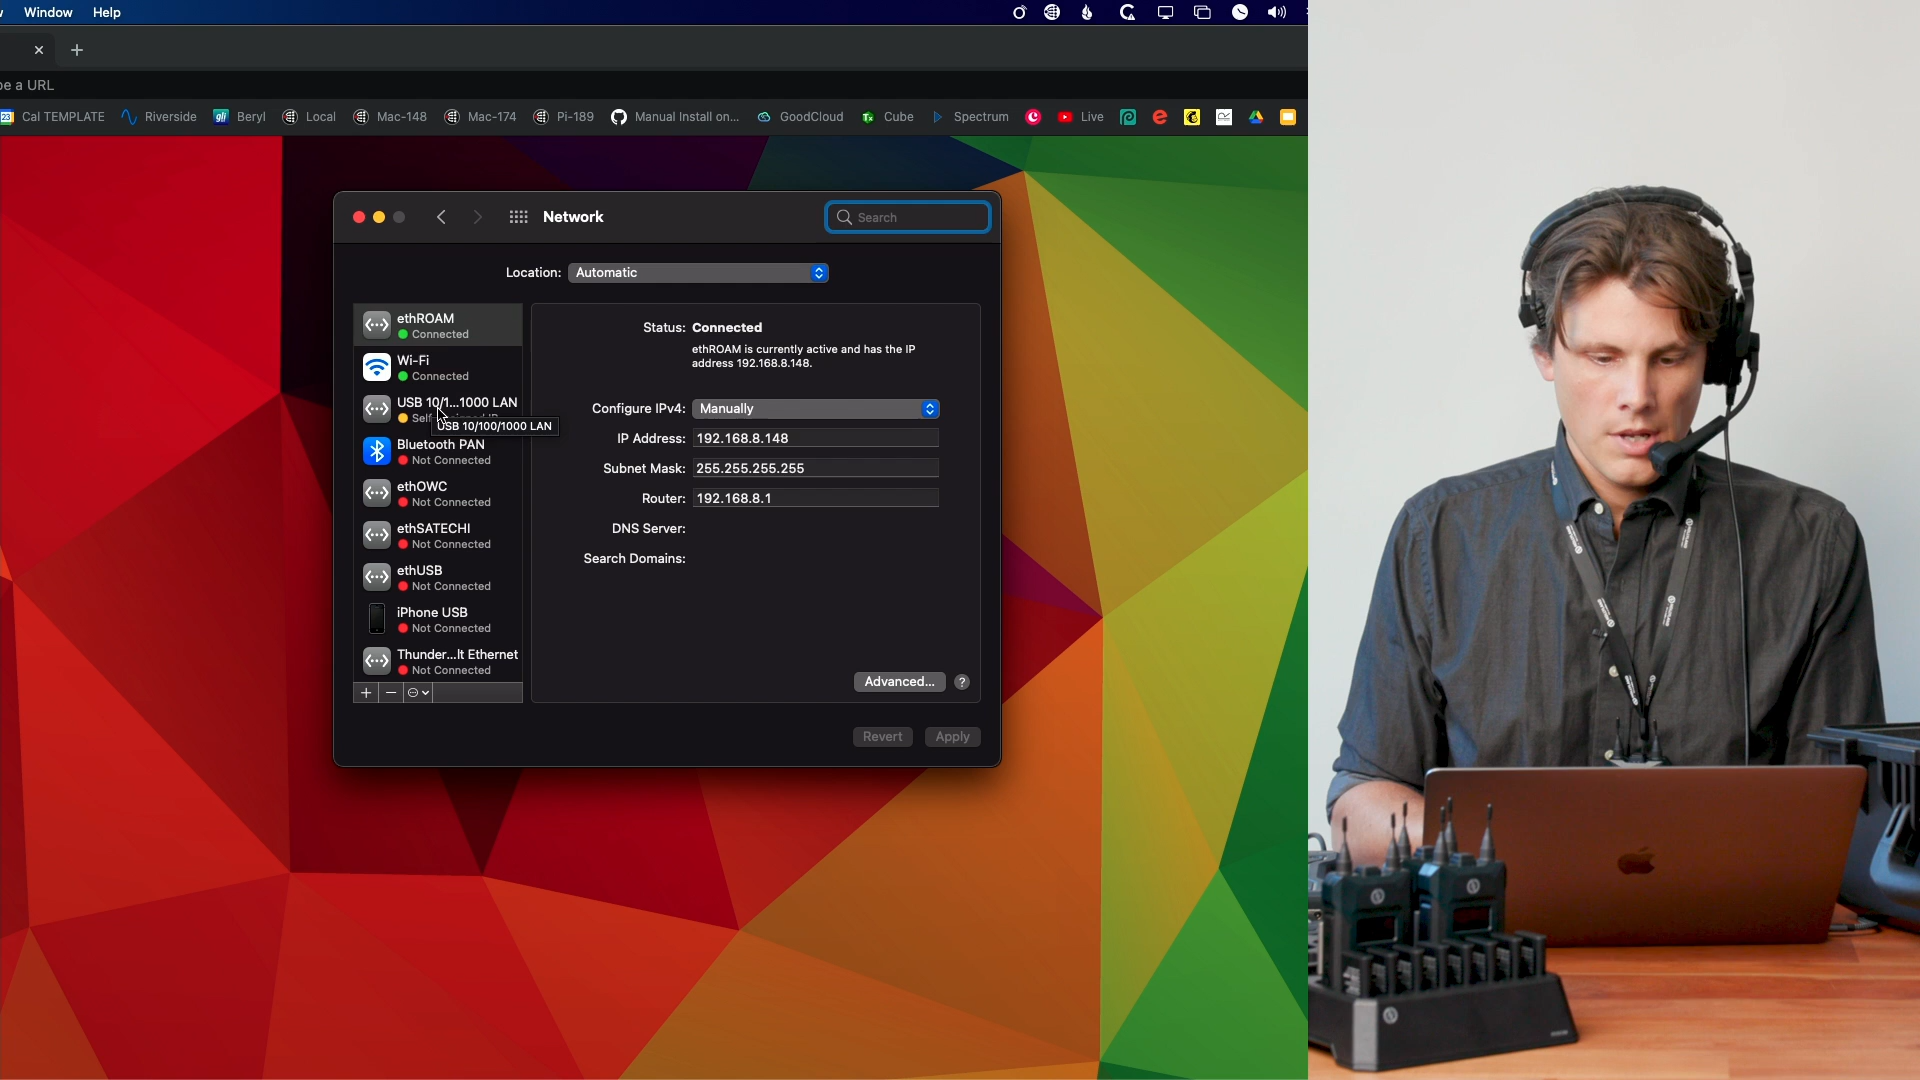 Window Help
be a URL
23 Cal TEMPLATE Riverside gli Beryl Local Mac-148 Mac-174 Pi-189 Manual Install on... GoodCloud Cube Spectrum Live
Network
Search
Location: Automatic
ethROAM
Connected
Wi-Fi
Connected
USB 10/1...1000 LAN
USB 10/100/1000 LAN
Bluetooth PAN
Not Connected
ethOWC
Not Connected
ethSATECHI
Not Connected
ethUSB
Not Connected
iPhone USB
Not Connected
Thunder...lt Ethernet
Not Connected
Status: Connected
ethROAM is currently active and has the IP
address 192.168.8.148.
Configure IPv4: Manually
IP Address: 192.168.8.148
Subnet Mask: 255.255.255.255
Router: 192.168.8.1
DNS Server:
Search Domains:
Advanced... ?
Revert Apply